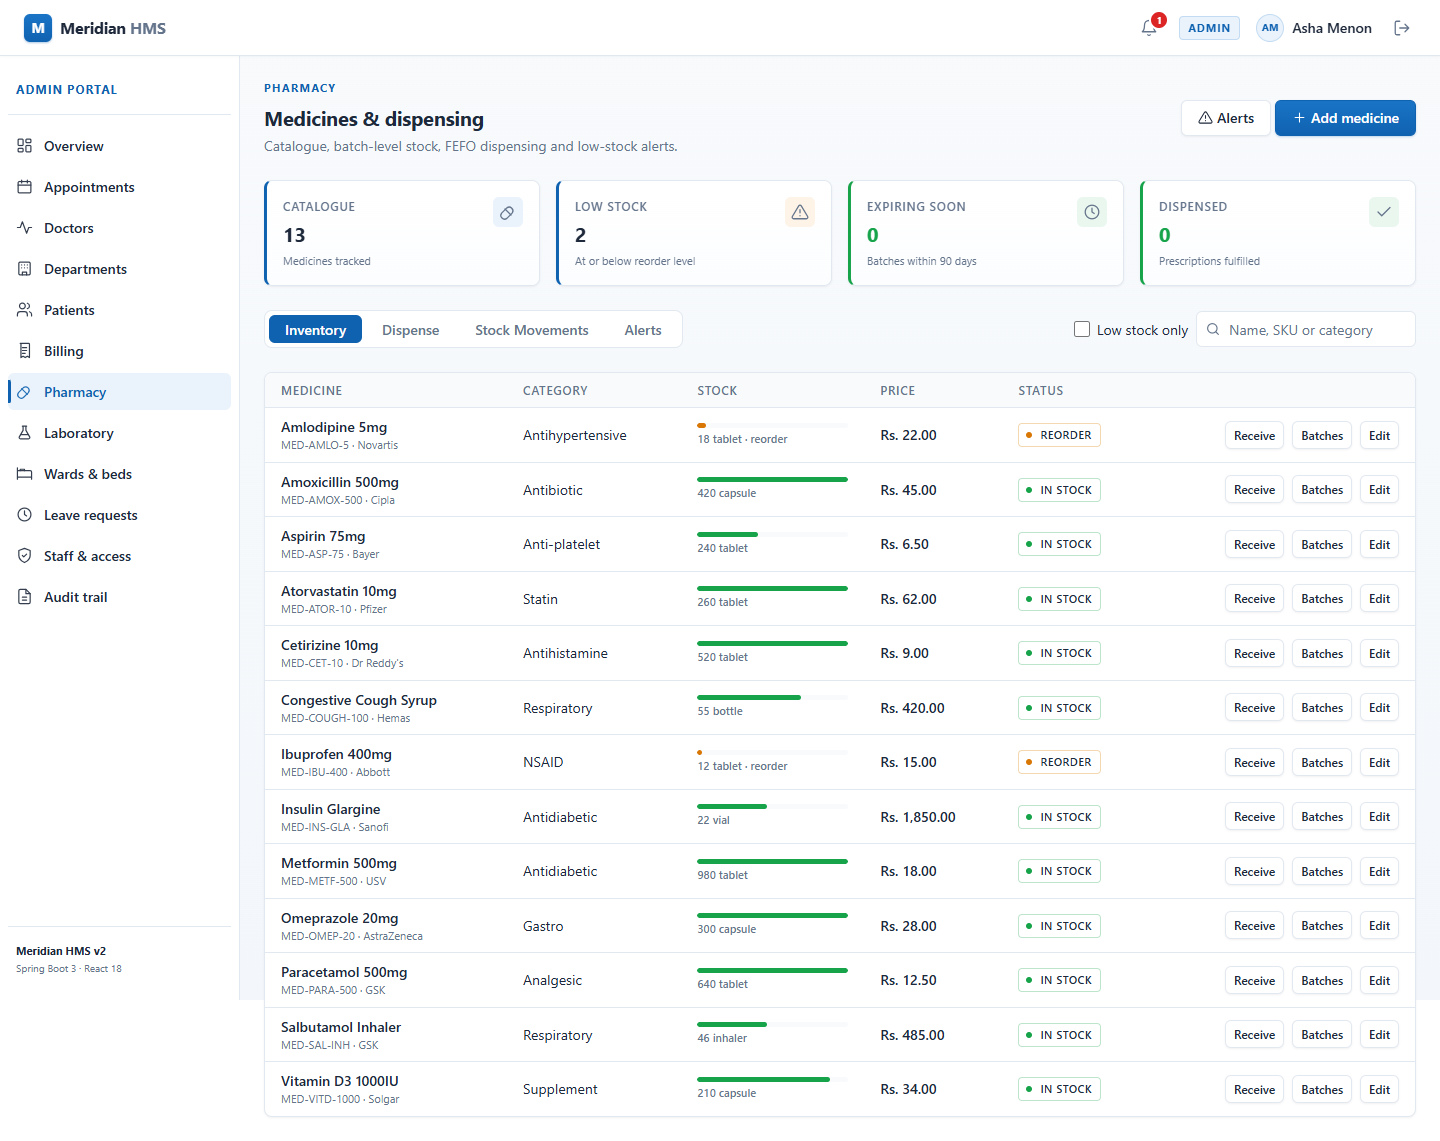 M Meridian HMS
1
ADMIN
AM Asha Menon
ADMIN PORTAL
Overview
Appointments
Doctors
Departments
Patients
Billing
Pharmacy
Laboratory
Wards & beds
Leave requests
Staff & access
Audit trail
Meridian HMS v2
Spring Boot 3 · React 18
PHARMACY
Medicines & dispensing
Catalogue, batch-level stock, FEFO dispensing and low-stock alerts.
Alerts
+ Add medicine
CATALOGUE
13
Medicines tracked
LOW STOCK
2
At or below reorder level
EXPIRING SOON
0
Batches within 90 days
DISPENSED
0
Prescriptions fulfilled
Inventory Dispense Stock Movements Alerts
Low stock only
Name, SKU or category
MEDICINE CATEGORY STOCK PRICE STATUS
Amlodipine 5mg
MED-AMLO-5 · Novartis
Antihypertensive
18 tablet · reorder
Rs. 22.00
REORDER
Receive Batches Edit
Amoxicillin 500mg
MED-AMOX-500 · Cipla
Antibiotic
420 capsule
Rs. 45.00
IN STOCK
Receive Batches Edit
Aspirin 75mg
MED-ASP-75 · Bayer
Anti-platelet
240 tablet
Rs. 6.50
IN STOCK
Receive Batches Edit
Atorvastatin 10mg
MED-ATOR-10 · Pfizer
Statin
260 tablet
Rs. 62.00
IN STOCK
Receive Batches Edit
Cetirizine 10mg
MED-CET-10 · Dr Reddy's
Antihistamine
520 tablet
Rs. 9.00
IN STOCK
Receive Batches Edit
Congestive Cough Syrup
MED-COUGH-100 · Hemas
Respiratory
55 bottle
Rs. 420.00
IN STOCK
Receive Batches Edit
Ibuprofen 400mg
MED-IBU-400 · Abbott
NSAID
12 tablet · reorder
Rs. 15.00
REORDER
Receive Batches Edit
Insulin Glargine
MED-INS-GLA · Sanofi
Antidiabetic
22 vial
Rs. 1,850.00
IN STOCK
Receive Batches Edit
Metformin 500mg
MED-METF-500 · USV
Antidiabetic
980 tablet
Rs. 18.00
IN STOCK
Receive Batches Edit
Omeprazole 20mg
MED-OMEP-20 · AstraZeneca
Gastro
300 capsule
Rs. 28.00
IN STOCK
Receive Batches Edit
Paracetamol 500mg
MED-PARA-500 · GSK
Analgesic
640 tablet
Rs. 12.50
IN STOCK
Receive Batches Edit
Salbutamol Inhaler
MED-SAL-INH · GSK
Respiratory
46 inhaler
Rs. 485.00
IN STOCK
Receive Batches Edit
Vitamin D3 1000IU
MED-VITD-1000 · Solgar
Supplement
210 capsule
Rs. 34.00
IN STOCK
Receive Batches Edit